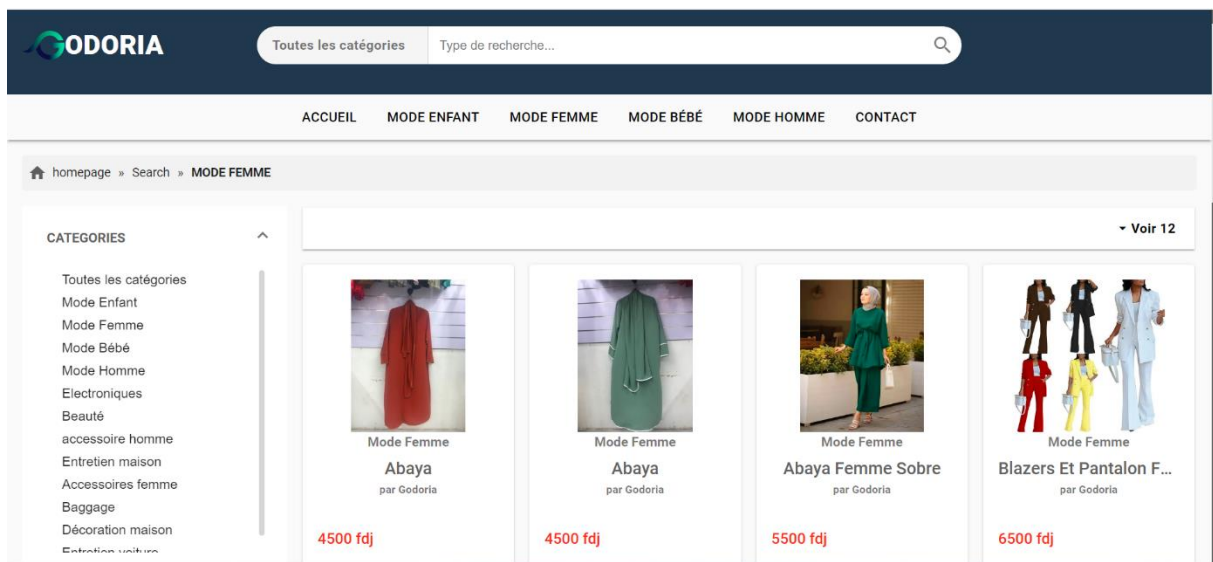 GODORIA
Toutes les catégories Type de recherche...
ACCUEIL MODE ENFANT MODE FEMME MODE BÉBÉ MODE HOMME CONTACT
homepage » Search » MODE FEMME
CATEGORIES
Toutes les catégories
Mode Enfant
Mode Femme
Mode Bébé
Mode Homme
Electroniques
Beauté
accessoire homme
Entretien maison
Accessoires femme
Baggage
Décoration maison
Entretien voiture
Voir 12
Mode Femme
Abaya
par Godoria
4500 fdj
Mode Femme
Abaya
par Godoria
4500 fdj
Mode Femme
Abaya Femme Sobre
par Godoria
5500 fdj
Mode Femme
Blazers Et Pantalon F...
par Godoria
6500 fdj